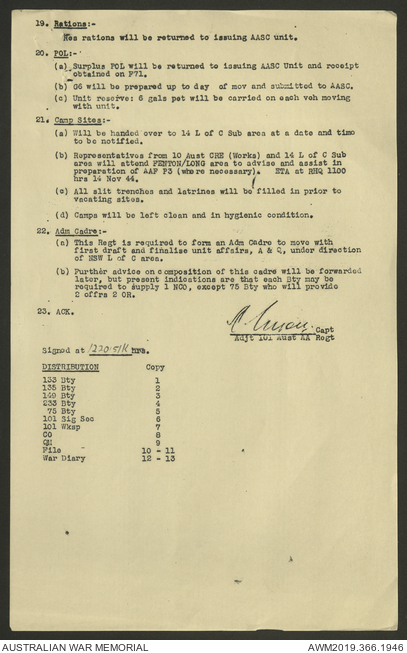 19. Rations:-
Res rations will be returned to issuing AASC unit.
20. POL:-
(a) Surplus POL will be returned to issuing AASC Unit and receipt
obtained on F71.
(b) G6 will be prepared up to day of mov and submitted to AASC.
(c) Unit reserve: 6 gals pet will be carried on each veh moving
with unit.
21. Camp Sites:-
(a) Will be handed over to 14 L of C Sub area at a date and time
to be notified.
(b) Representatives from 10 Aust CRE (Works) and 14 L of C Sub
area will attend FENTON/LONG area to advise and assist in
preparation of AAF P3 (where necessary). ETA at RHQ 1100
hrs 14 Nov 44.
(c) All slit trenches and latrines will be filled in prior to
vacating sites.
(d) Camps will be left clean and in hygienic condition.
22. Adm Cadre:-
(a) This Regt is required to form an Adm Cadre to move with
first draft and finalise unit affairs, A & Q, under direction
of NSW L of C area.
(b) Further advice on composition of this cadre will be forwarded
later, but present indications are that each Bty may be
required to supply 1 NCO, except 75 Bty who will provide
2 offrs 2 OR.
23. ACK.
Capt
Adjt 101 Aust AA Regt
Signed at hrs.
DISTRIBUTION Copy
133 Bty 1
135 Bty 2
149 Bty 3
233 Bty 4
75 Bty 5
101 Sig Sec 6
101 Wksp 7
CO 8
QM 9
File 10 - 11
War Diary 12 - 13
AUSTRALIAN WAR MEMORIAL AWM2019.366.1946